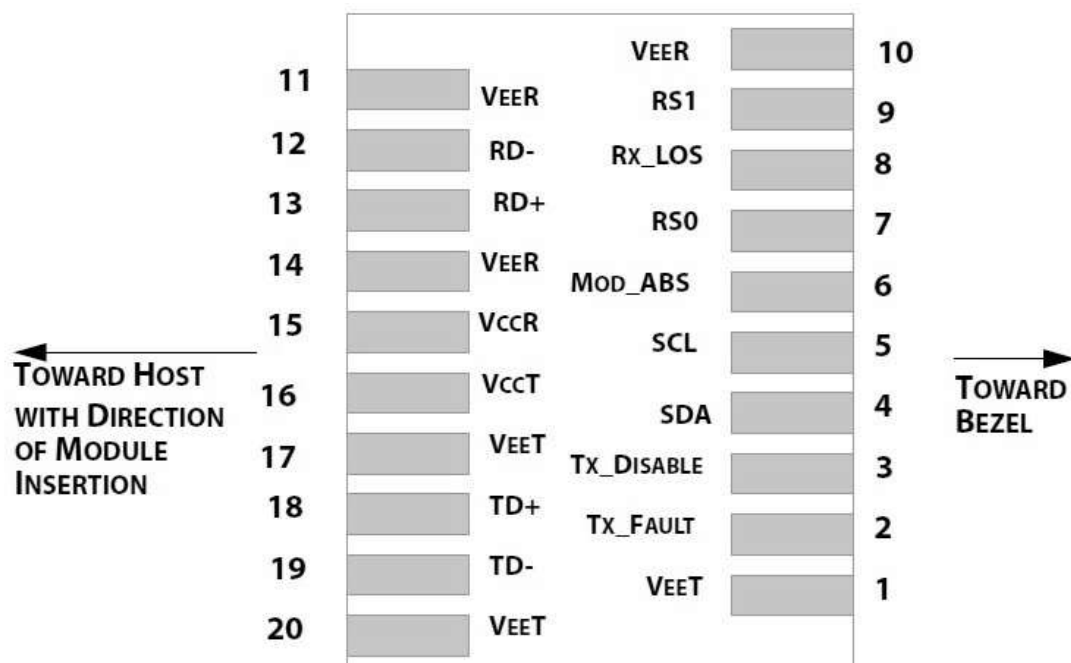 VEER
10
11
VEER
RS1
9
12
RD-
RX_LOS
8
13
RD+
RS0
7
14
VEER
MOD_ABS
6
15
VCCR
SCL
5
TOWARD HOST
WITH DIRECTION
OF MODULE
INSERTION
16
VCCT
SDA
4
TOWARD
BEZEL
17
VEET
TX_DISABLE
3
18
TD+
TX_FAULT
2
19
TD-
VEET
1
20
VEET